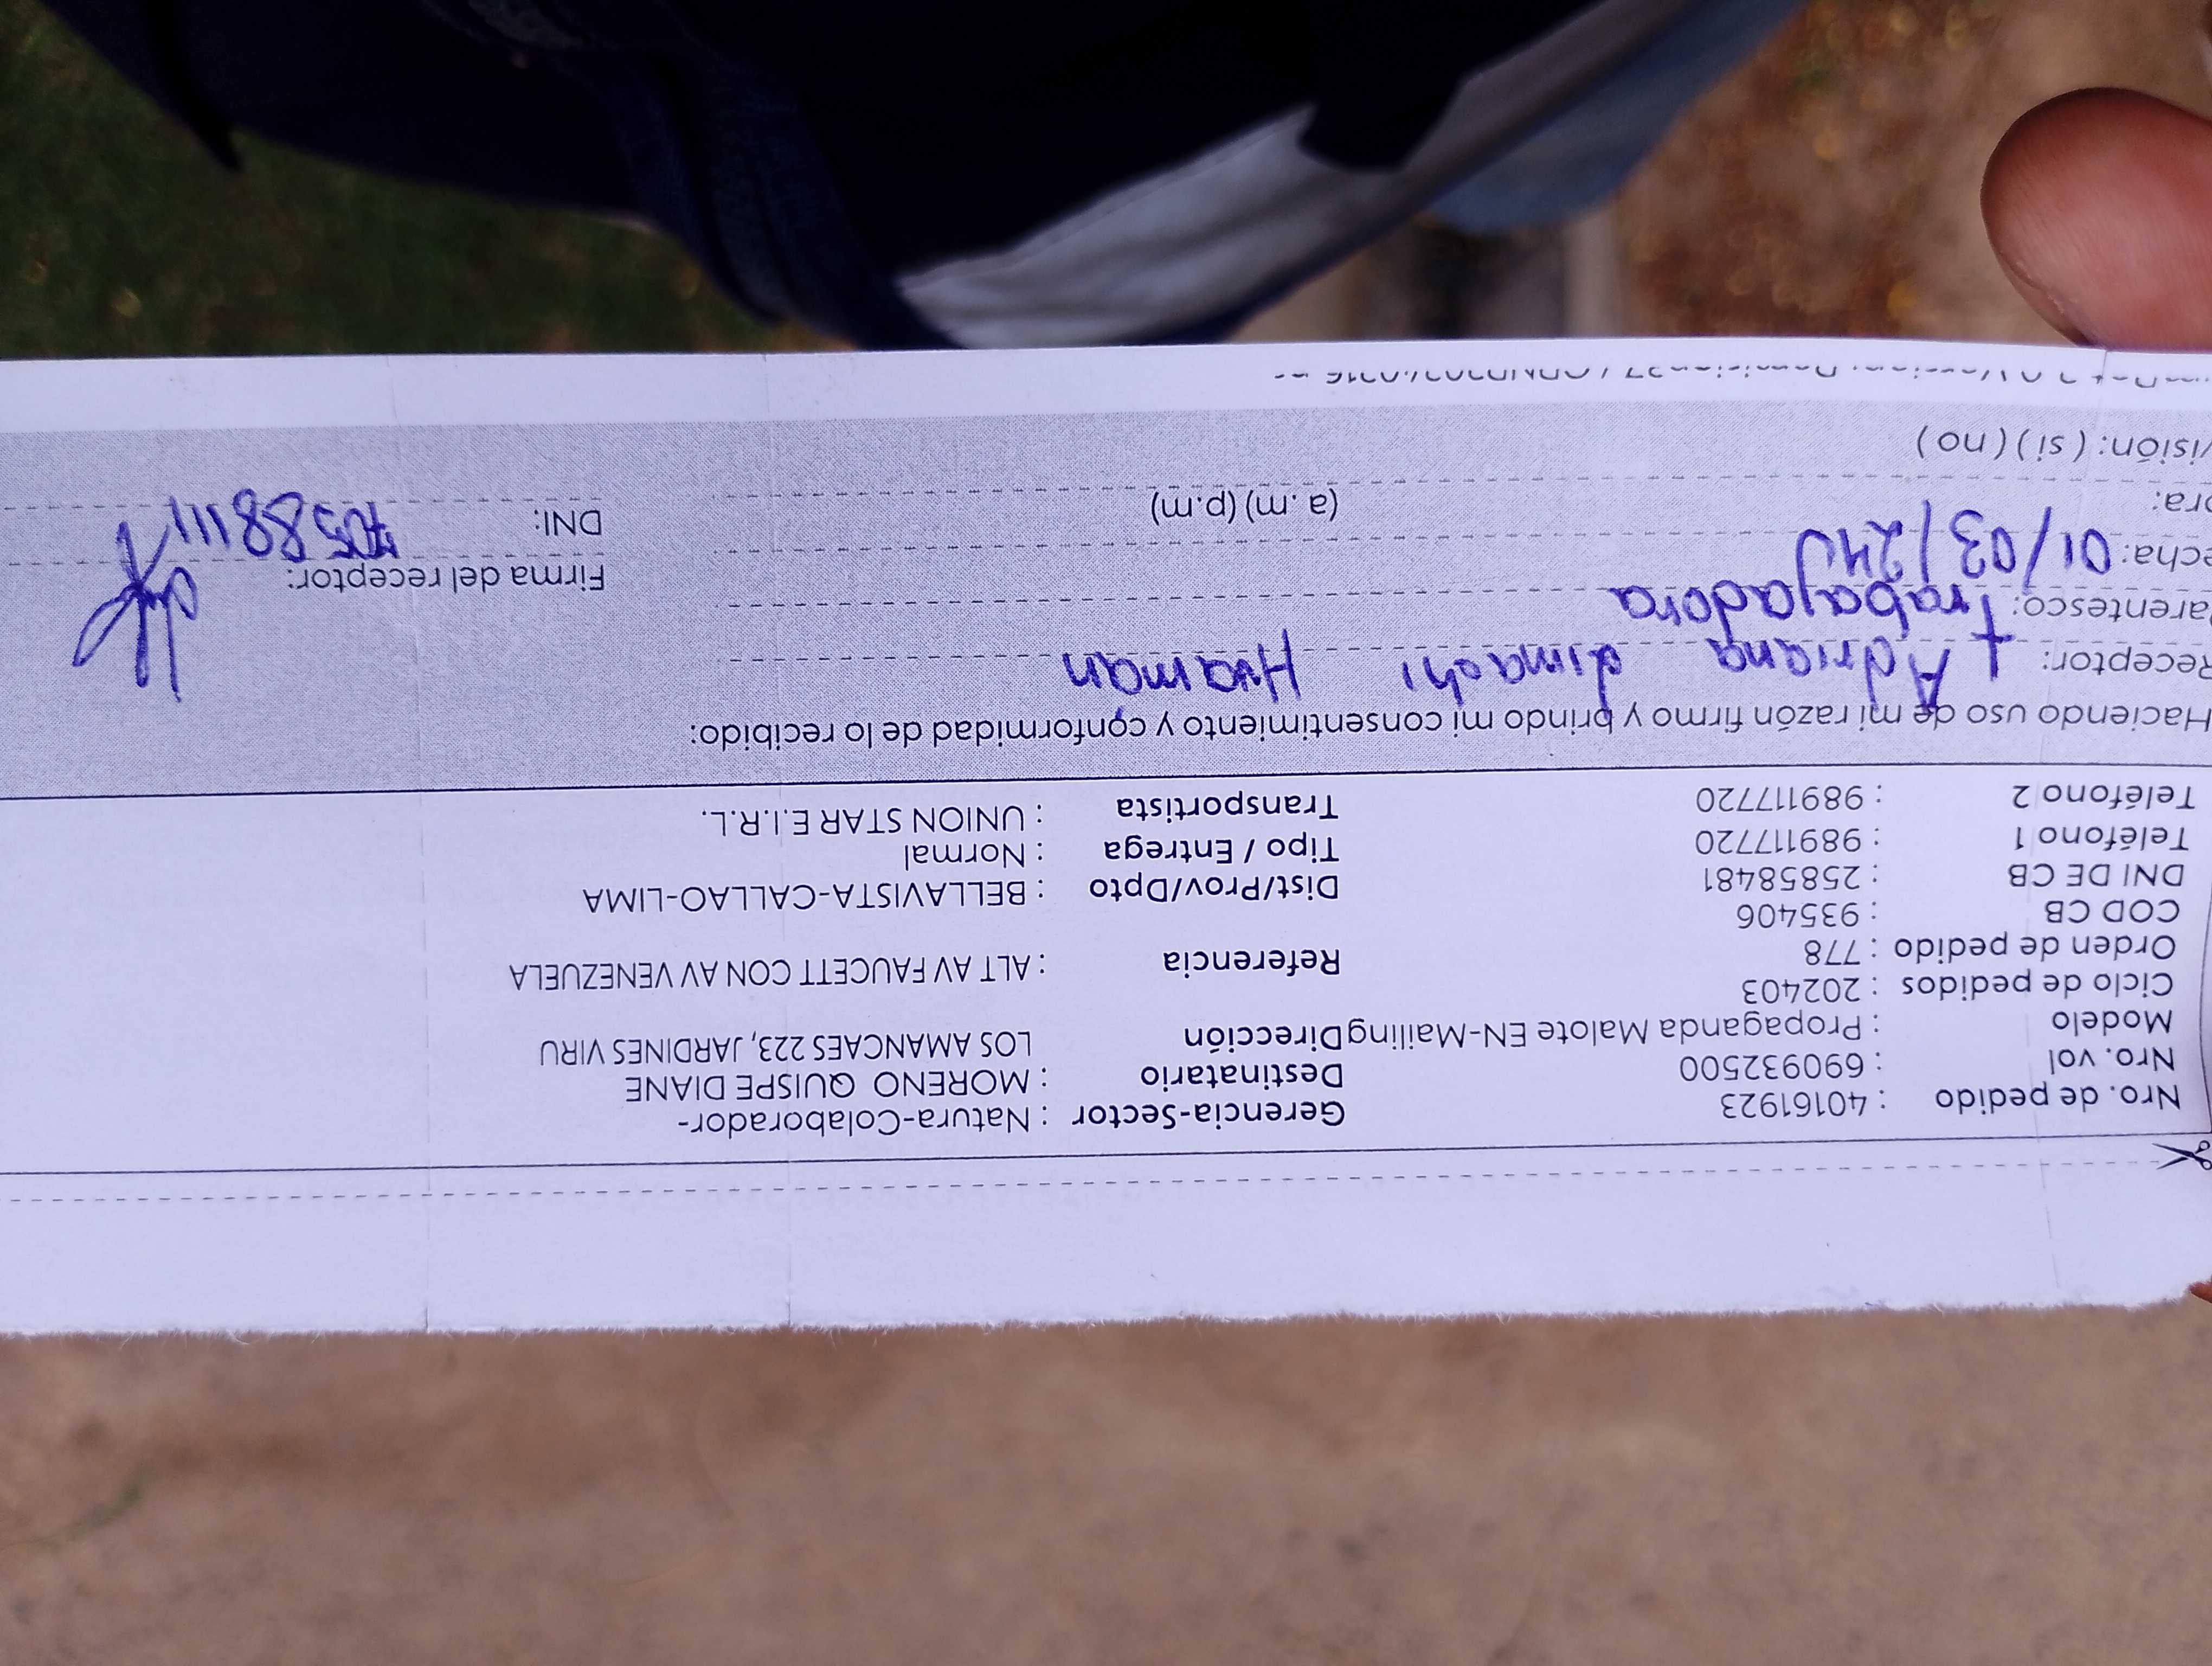 Nro. de pedido : 40161923 Gerencia-Sector : Natura-Colaborador-
Nro. vol : 690932500 Destinatario : MORENO QUISPE DIANE
Modelo : Propaganda Malote EN-Mailing Dirección LOS AMANCAES 223, JARDINES VIRU
Ciclo de pedidos : 202403
Orden de pedido : 778 Referencia : ALT AV FAUCETT CON AV VENEZUELA
COD CB : 935406
DNI DE CB : 25858481 Dist/Prov/Dpto : BELLAVISTA-CALLAO-LIMA
Teléfono 1 : 989117720 Tipo / Entrega : Normal
Teléfono 2 : 989117720 Transportista : UNION STAR E.I.R.L.
Haciendo uso de mi razón firmo y brindo mi consentimiento y conformidad de lo recibido:
Receptor: Adriana Limachi Huamán
arentesco: Trabajadora Firma del receptor:
echa: 01/03/24
ora: (a.m) (p.m) DNI: 70588111
visión: ( si ) ( no )